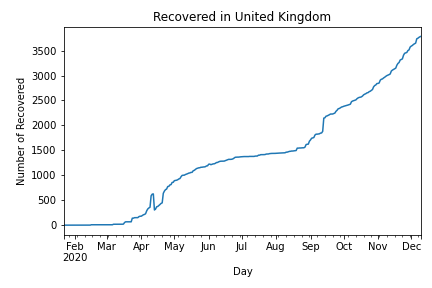 Recovered in United Kingdom
3500
3000
2500
2000
1500
1000
500
0
Number of Recovered
Feb Mar Apr May Jun Jul Aug Sep Oct Nov Dec
2020
Day